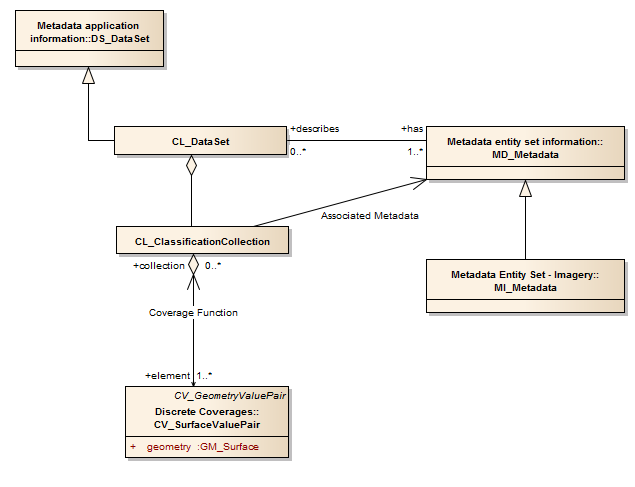 Metadata application
information::DS_DataSet
CL_DataSet
+describes
+has
0..*
1..*
Metadata entity set information::
MD_Metadata
Associated Metadata
CL_ClassificationCollection
+collection
0..*
Metadata Entity Set - Imagery::
MI_Metadata
Coverage Function
+element
1..*
CV_GeometryValuePair
Discrete Coverages::
CV_SurfaceValuePair
+ geometry :GM_Surface